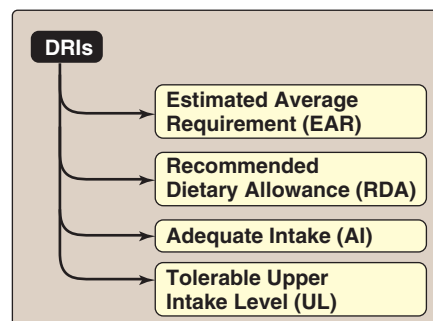 DRIs
Estimated Average
Requirement (EAR)
Recommended
Dietary Allowance (RDA)
Adequate Intake (AI)
Tolerable Upper
Intake Level (UL)